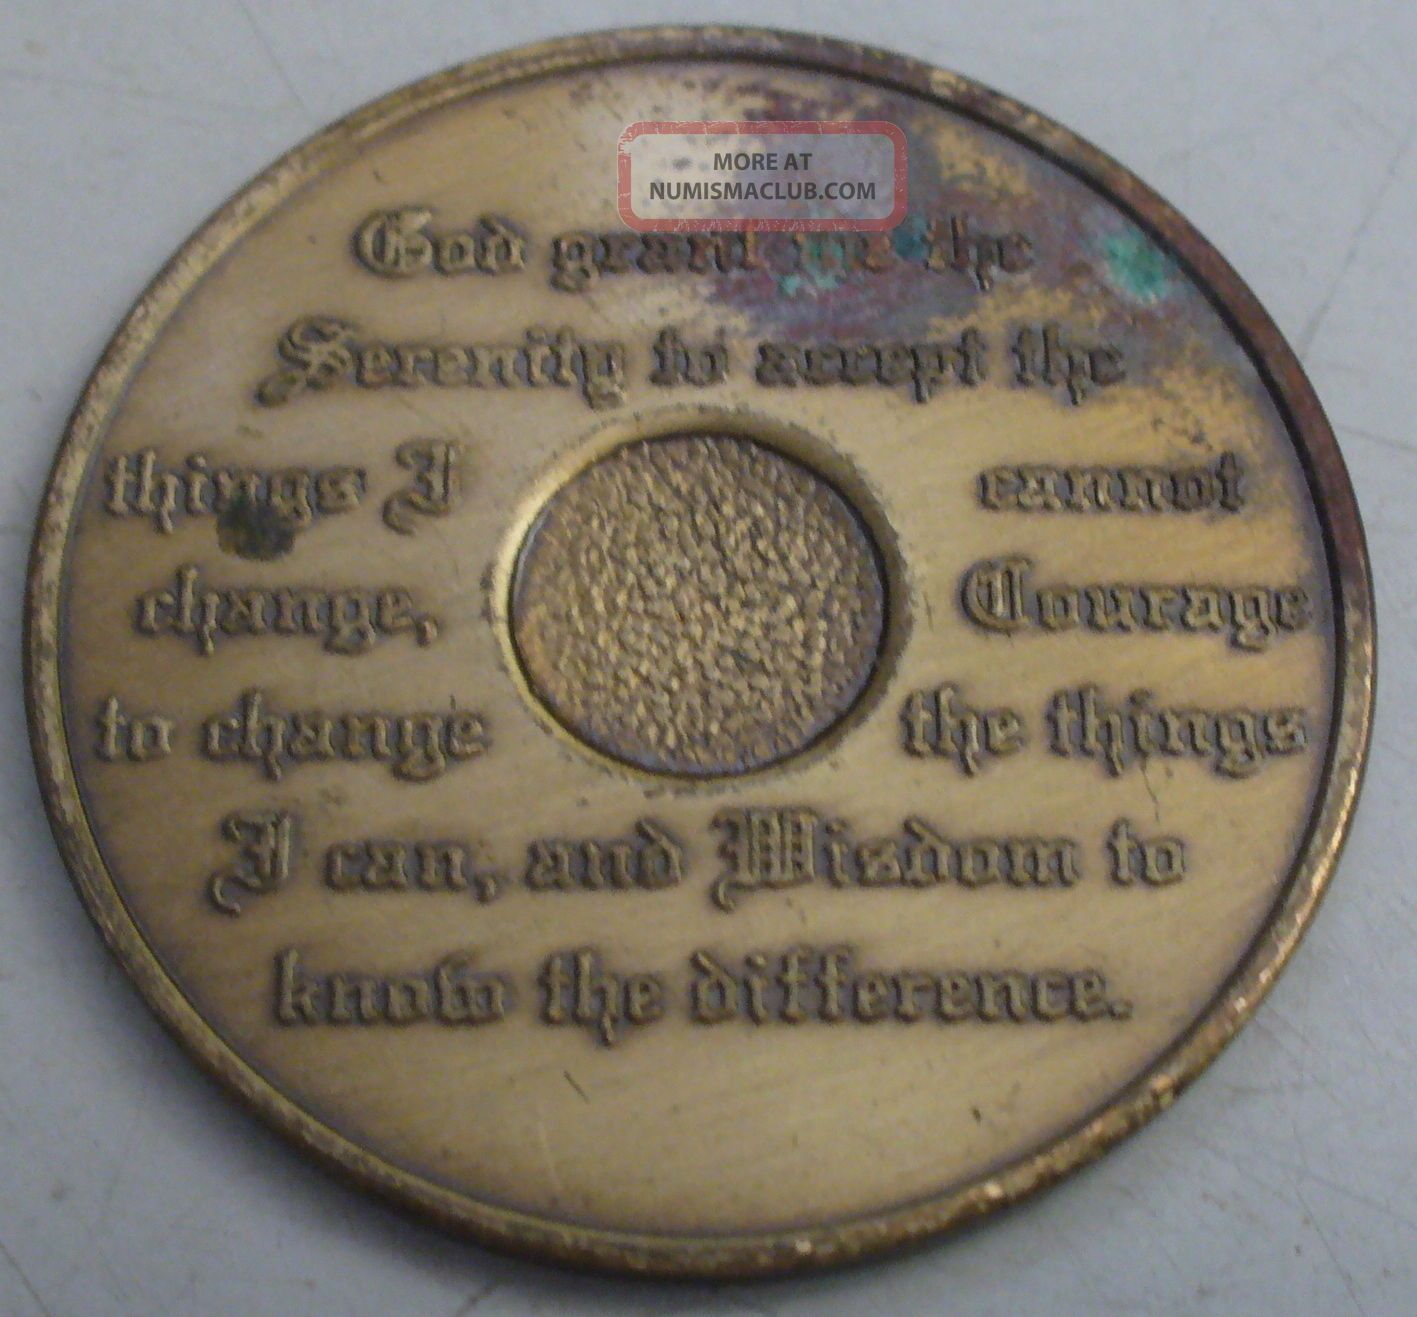 MORE AT
NUMISMACLUB.COM
God grant me the
Serenity to accept the
things I cannot
change, Courage
to change the things
I can, and Wisdom to
know the difference.